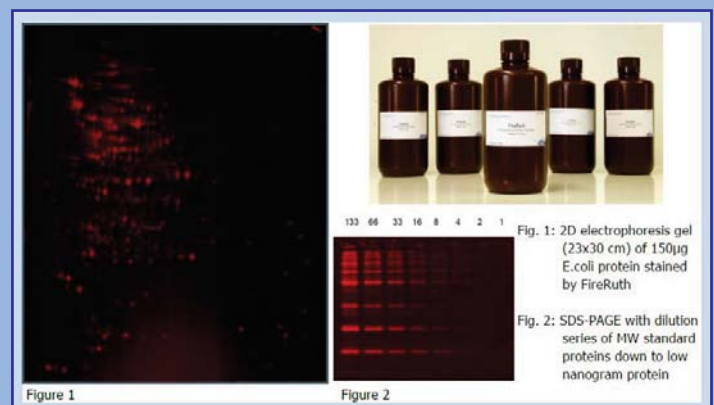 FireRuth
133 66 33 16 8 4 2 1
Fig. 1: 2D electrophoresis gel
(23x30 cm) of 150µg
E.coli protein stained
by FireRuth
Fig. 2: SDS-PAGE with dilution
series of MW standard
proteins down to low
nanogram protein
Figure 1
Figure 2